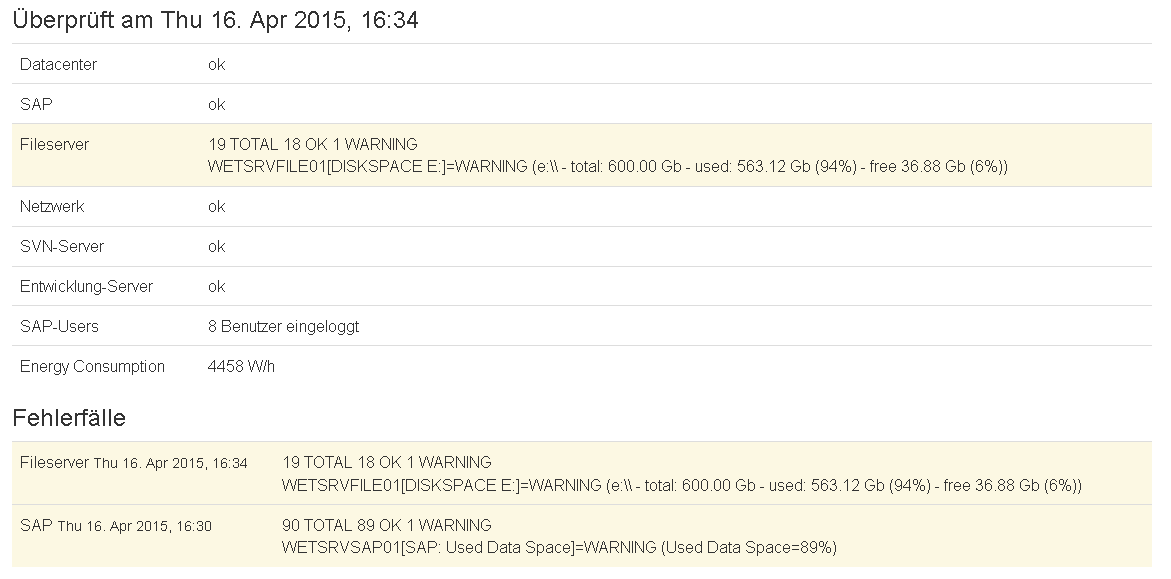 Überprüft am Thu 16. Apr 2015, 16:34
Datacenter ok
SAP ok
Fileserver 19 TOTAL 18 OK 1 WARNING
WETSRVFILE01[DISKSPACE E:]=WARNING (e:\\ - total: 600.00 Gb - used: 563.12 Gb (94%) - free 36.88 Gb (6%))
Netzwerk ok
SVN-Server ok
Entwicklung-Server ok
SAP-Users 8 Benutzer eingeloggt
Energy Consumption 4458 W/h
Fehlerfälle
Fileserver Thu 16. Apr 2015, 16:34 19 TOTAL 18 OK 1 WARNING
WETSRVFILE01[DISKSPACE E:]=WARNING (e:\\ - total: 600.00 Gb - used: 563.12 Gb (94%) - free 36.88 Gb (6%))
SAP Thu 16. Apr 2015, 16:30 90 TOTAL 89 OK 1 WARNING
WETSRVSAP01[SAP: Used Data Space]=WARNING (Used Data Space=89%)